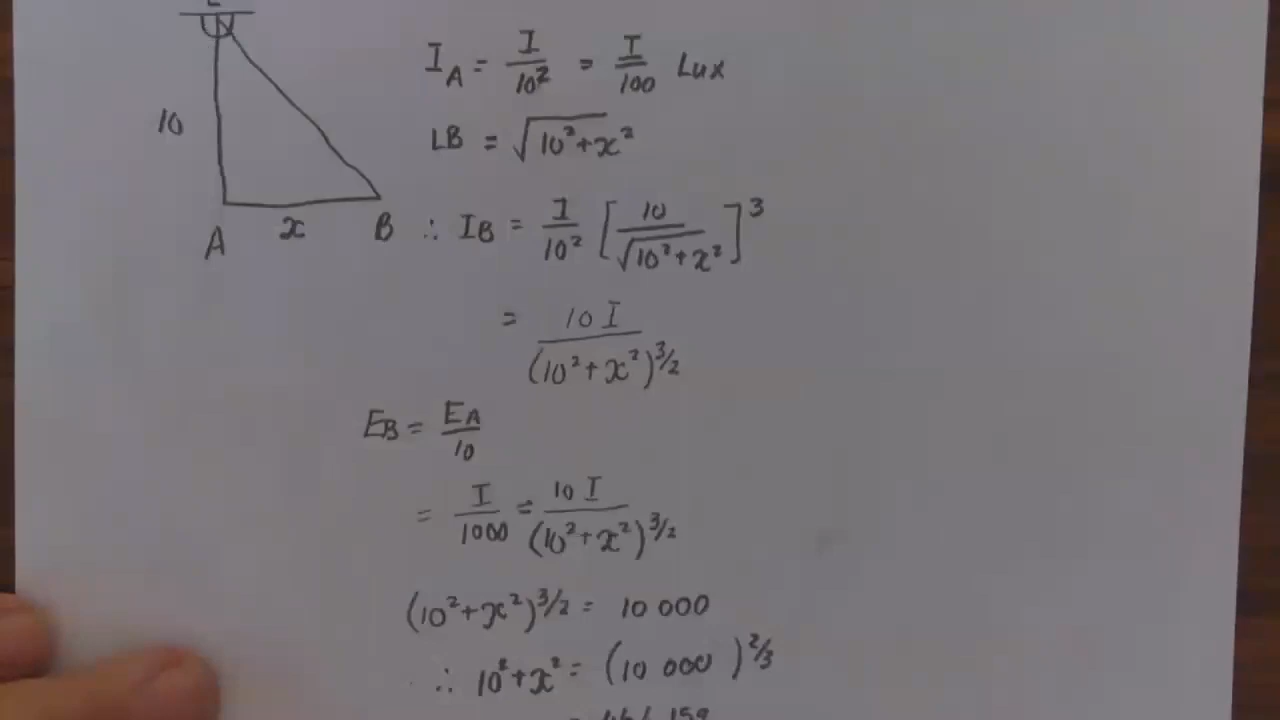 10
A
x
B
I_A = I/10² = I/100 Lux
LB = √(10² + x²)
∴ I_B = I/10² [10/√(10² + x²)]³
= 10 I/(10² + x²)^3/2
E_B = E_A/10
= I/1000 = 10 I/(10² + x²)^3/2
(10² + x²)^3/2 = 10 000
∴ 10² + x² = (10 000)^2/3